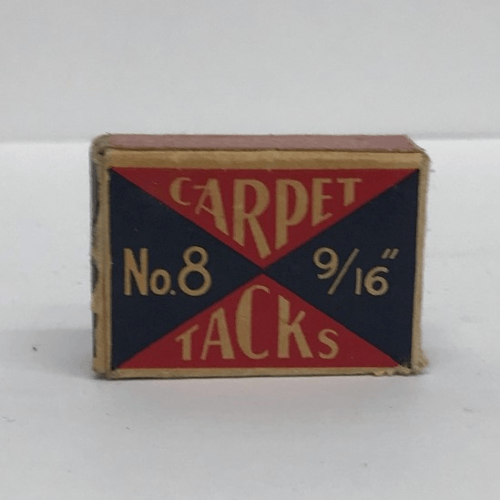 CARPET
No.8
9/16"
TACKS